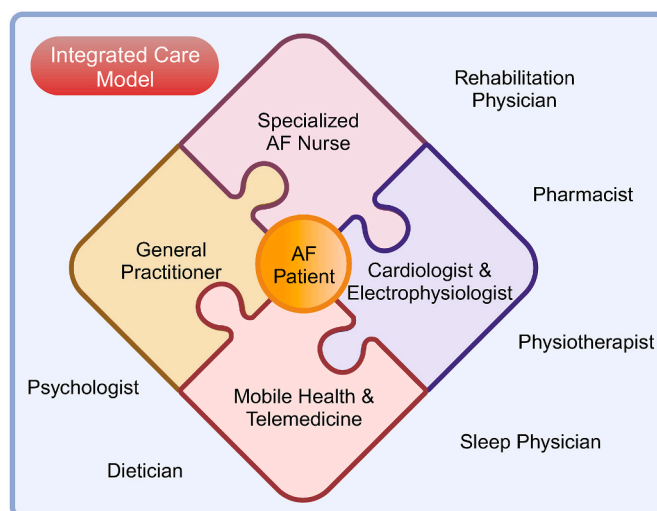 Integrated Care
Model
Rehabilitation
Physician
Specialized
AF Nurse
Pharmacist
General
Practitioner
AF
Patient
Cardiologist &
Electrophysiologist
Physiotherapist
Psychologist
Mobile Health &
Telemedicine
Sleep Physician
Dietician